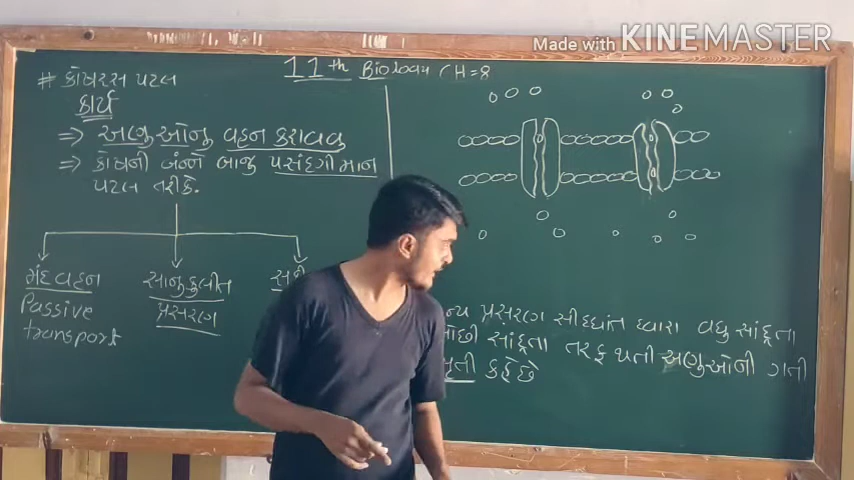 Made with KINEMASTER
11th Biology CH=8
# કોષરસ પટલ
કાર્ય
⇒ અણુઓનુ વહન કરાવવુ
⇒ કોષની બંન્ને બાજુ પસંદગીમાન
પટલ તરીકે.
મંદવહન
Passive
transport
સાનુકુલીત
પ્રસરણ
પ્રસરણ સીધ્ધાંત ધ્વારા વધુ સાંદ્રતા
ઓછી સાંદ્રતા તરફ થતી અણુઓની ગતી
કહેછે